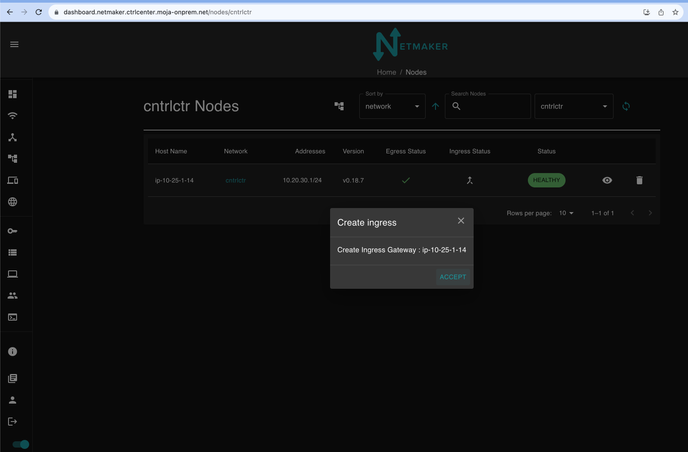 dashboard.netmaker.ctricenter.moja-onprem.net/nodes/cntrlctr
NETMAKER
Home / Nodes
cntrlctr Nodes
Sort by
network
Search Nodes
cntrlctr
Host Name Network Addresses Version Egress Status Ingress Status Status
ip-10-25-1-14 cntrlctr 10.20.30.1/24 v0.18.7 HEALTHY
Rows per page: 10 1–1 of 1
Create ingress
Create Ingress Gateway : ip-10-25-1-14
ACCEPT